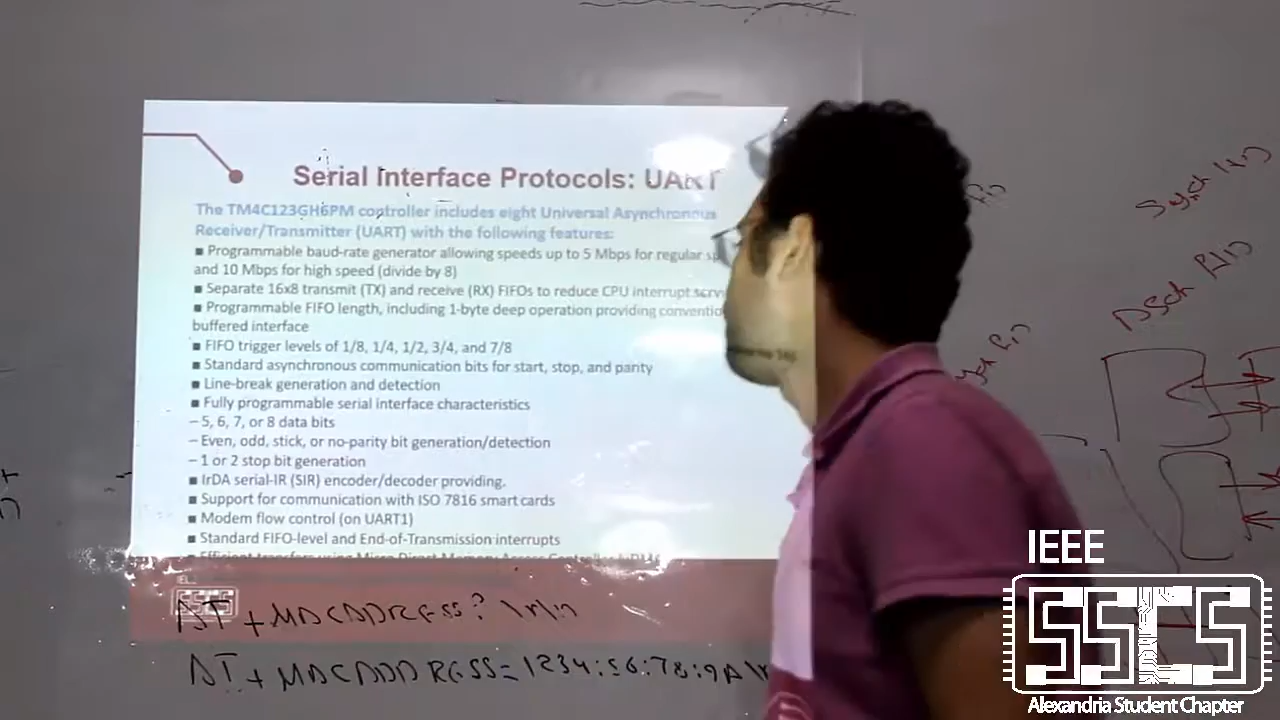 Serial Interface Protocols: UART
The TM4C123GH6PM controller includes eight Universal Asynchronous
Receiver/Transmitter (UART) with the following features:
■ Programmable baud-rate generator allowing speeds up to 5 Mbps for regular
and 10 Mbps for high speed (divide by 8)
■ Separate 16x8 transmit (TX) and receive (RX) FIFOs to reduce CPU interrupt
■ Programmable FIFO length, including 1-byte deep operation providing
buffered interface
■ FIFO trigger levels of 1/8, 1/4, 1/2, 3/4, and 7/8
■ Standard asynchronous communication bits for start, stop, and parity
■ Line-break generation and detection
■ Fully programmable serial interface characteristics
– 5, 6, 7, or 8 data bits
– Even, odd, stick, or no-parity bit generation/detection
– 1 or 2 stop bit generation
■ IrDA serial-IR (SIR) encoder/decoder providing.
■ Support for communication with ISO 7816 smart cards
■ Modem flow control (on UART1)
■ Standard FIFO-level and End-of-Transmission interrupts
AT+MACADDRESS? \r\n
AT+MACADDRESS=1234:56:78:9A
IEEE
SSCS
Alexandria Student Chapter